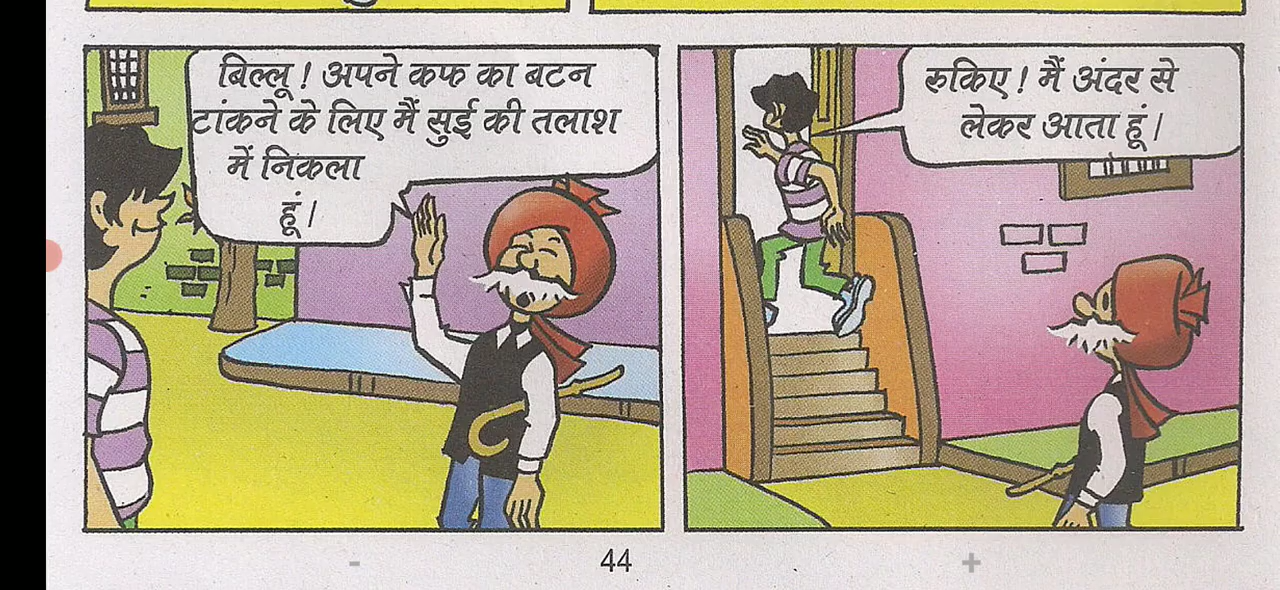 बिल्लू! अपने कफ का बटन
टांकने के लिए मैं सुई की तलाश
में निकला
हूं।
रुकिए! मैं अंदर से
लेकर आता हूं।
- 44 +